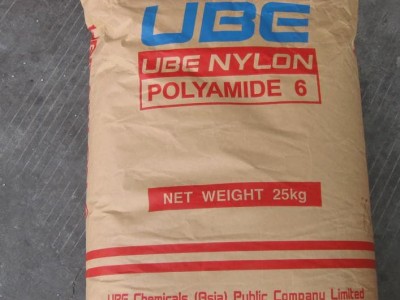 UBE
UBE NYLON
POLYAMIDE 6
NET WEIGHT 25kg
UBE Chemicals (Asia) Public Company Limited